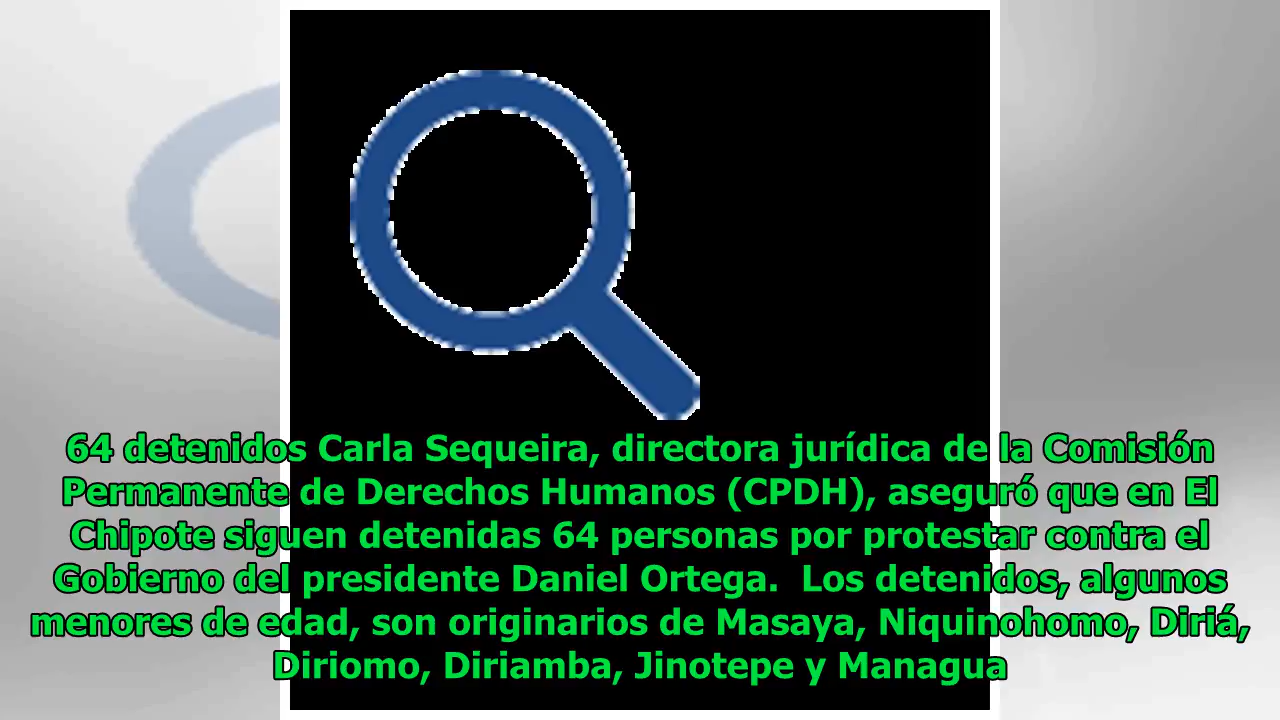 64 detenidos Carla Sequeira, directora jurídica de la Comisión
Permanente de Derechos Humanos (CPDH), aseguró que en El
Chipote siguen detenidas 64 personas por protestar contra el
Gobierno del presidente Daniel Ortega.  Los detenidos, algunos
menores de edad, son originarios de Masaya, Niquinohomo, Diriá,
Diriomo, Diriamba, Jinotepe y Managua